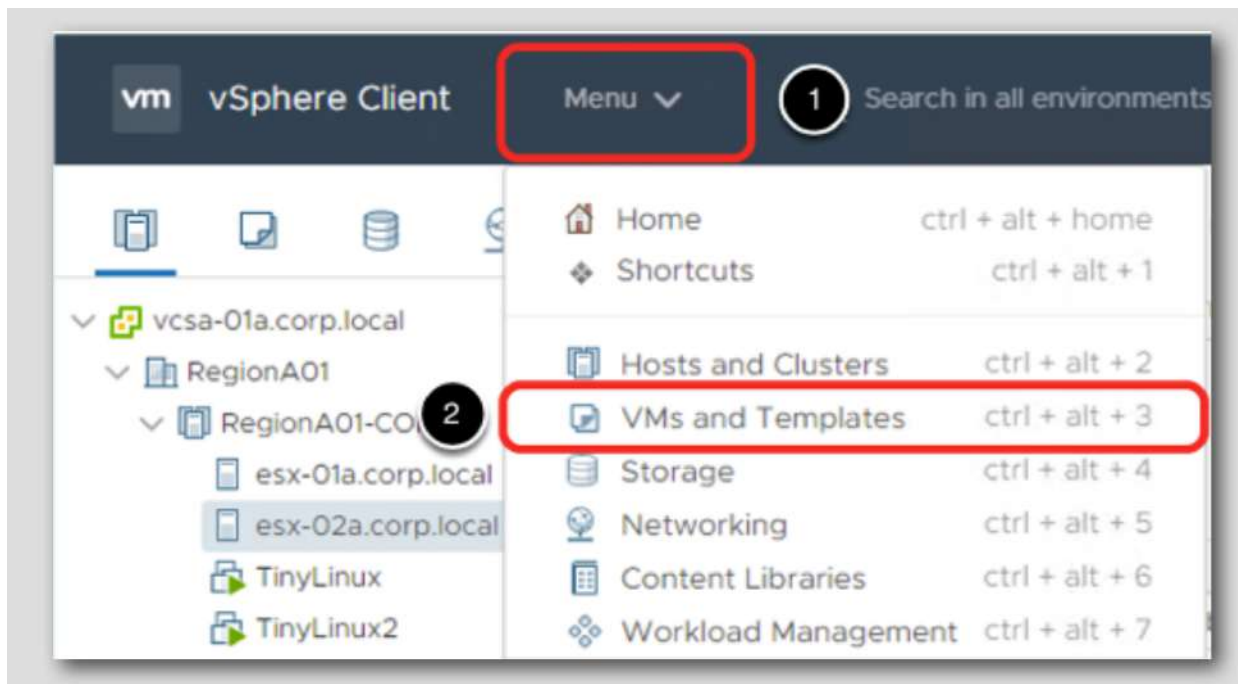 vm vSphere Client Menu 1 Search in all environments
Home ctrl + alt + home
Shortcuts ctrl + alt + 1
vcsa-01a.corp.local
RegionA01 Hosts and Clusters ctrl + alt + 2
RegionA01-CO 2 VMs and Templates ctrl + alt + 3
esx-01a.corp.local Storage ctrl + alt + 4
esx-02a.corp.local Networking ctrl + alt + 5
TinyLinux Content Libraries ctrl + alt + 6
TinyLinux2 Workload Management ctrl + alt + 7